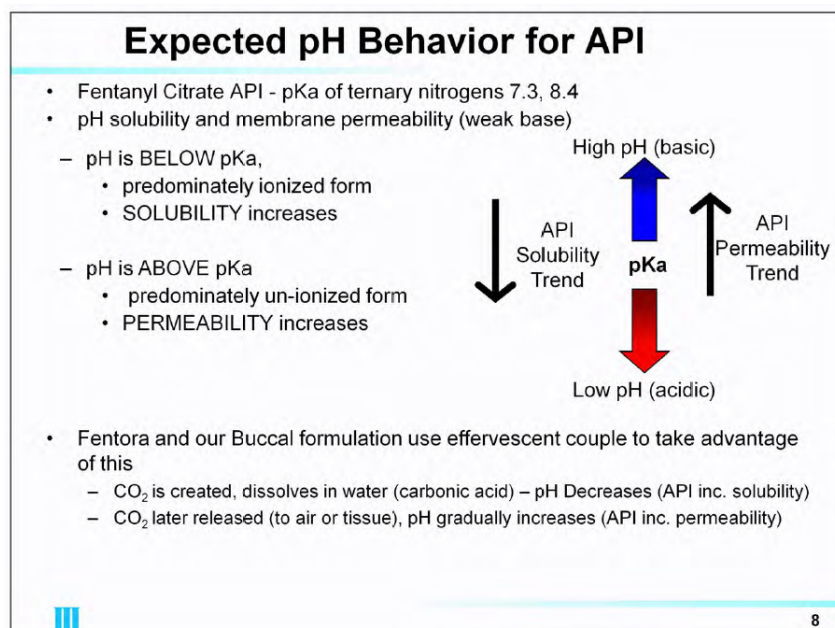 Expected pH Behavior for API
• Fentanyl Citrate API - pKa of ternary nitrogens 7.3, 8.4
• pH solubility and membrane permeability (weak base)
– pH is BELOW pKa,
• predominately ionized form
• SOLUBILITY increases
– pH is ABOVE pKa
• predominately un-ionized form
• PERMEABILITY increases
High pH (basic)
API
Solubility
Trend
pKa
API
Permeability
Trend
Low pH (acidic)
• Fentora and our Buccal formulation use effervescent couple to take advantage
of this
– CO2 is created, dissolves in water (carbonic acid) – pH Decreases (API inc. solubility)
– CO2 later released (to air or tissue), pH gradually increases (API inc. permeability)
8